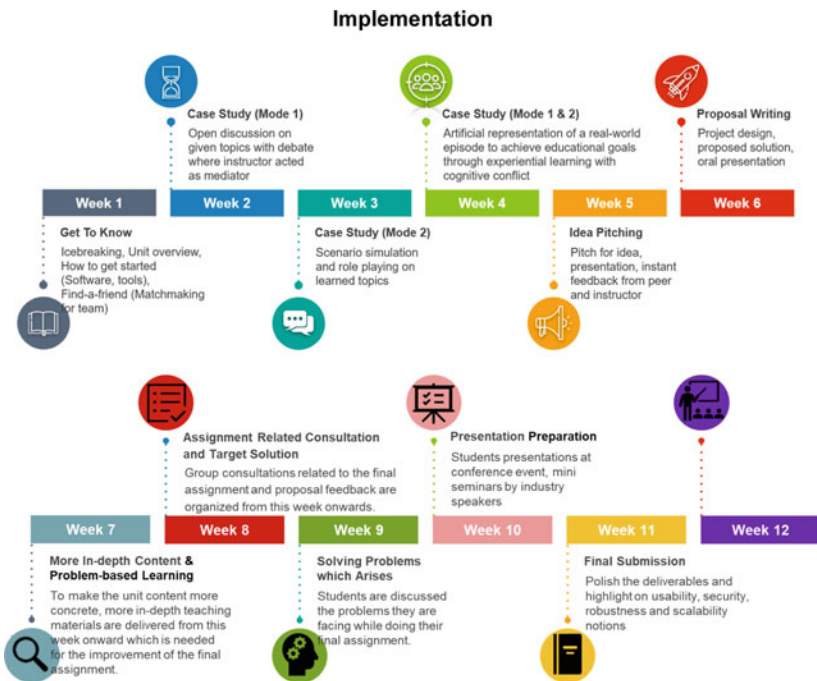 Implementation
Case Study (Mode 1)
Open discussion on
given topics with debate
where instructor acted
as mediator
Case Study (Mode 1 & 2)
Artificial representation of a real-world
episode to achieve educational goals
through experiential learning with
cognitive conflict
Proposal Writing
Project design,
proposed solution,
oral presentation
Week 1
Week 2
Week 3
Week 4
Week 5
Week 6
Get To Know
Icebreaking, Unit overview,
How to get started
(Software, tools),
Find-a-friend (Matchmaking
for team)
Case Study (Mode 2)
Scenario simulation
and role playing on
learned topics
Idea Pitching
Pitch for idea,
presentation, instant
feedback from peer
and instructor
Assignment Related Consultation
and Target Solution
Group consultations related to the final
assignment and proposal feedback are
organized from this week onwards.
Presentation Preparation
Students presentations at
conference event, mini
seminars by industry
speakers
Week 7
Week 8
Week 9
Week 10
Week 11
Week 12
More In-depth Content &
Problem-based Learning
To make the unit content more
concrete, more in-depth teaching
materials are delivered from this
week onward which is needed
for the improvement of the final
assignment.
Solving Problems
which Arises
Students are discussed
the problems they are
facing while doing their
final assignment.
Final Submission
Polish the deliverables and
highlight on usability, security,
robustness and scalability
notions